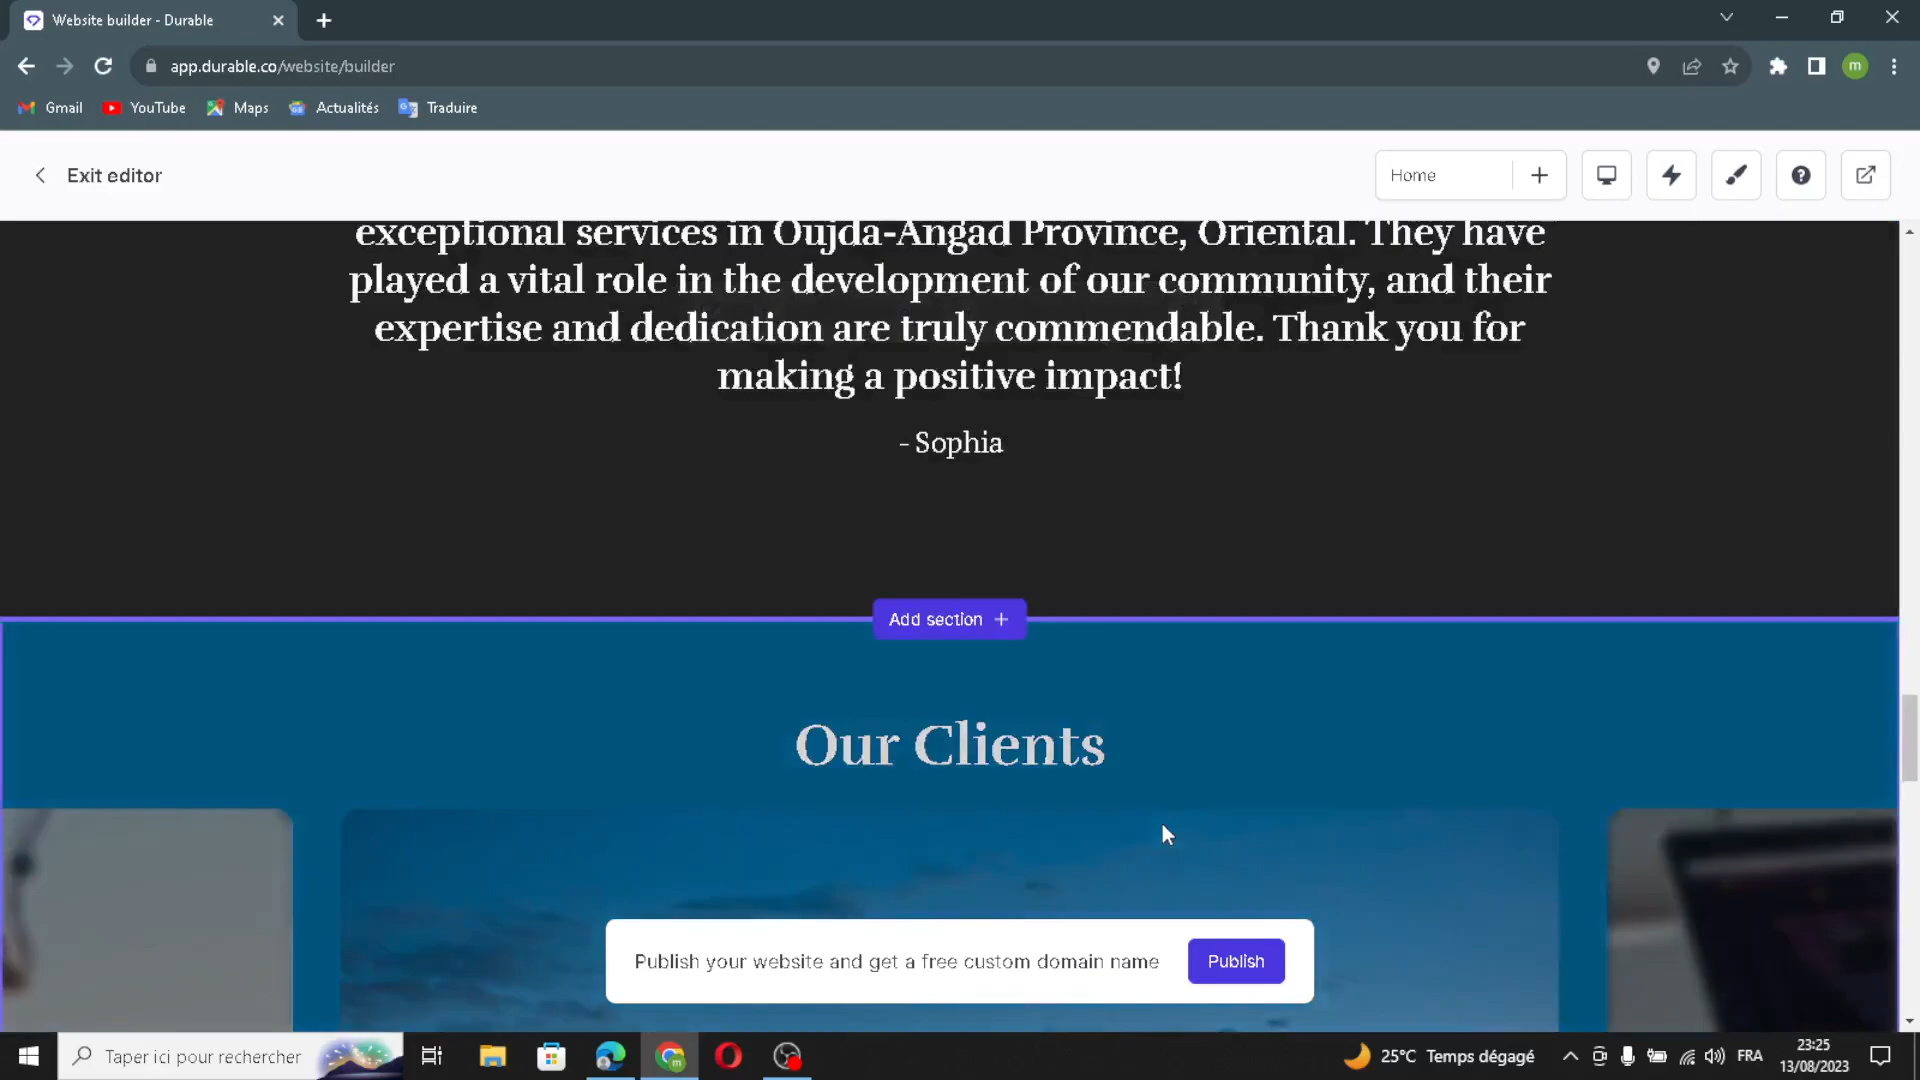 Website builder - Durable
app.durable.co/website/builder
Gmail YouTube Maps Actualités Traduire
Exit editor
Home
exceptional services in Oujda-Angad Province, Oriental. They have
played a vital role in the development of our community, and their
expertise and dedication are truly commendable. Thank you for
making a positive impact!
- Sophia
Add section +
Our Clients
Publish your website and get a free custom domain name Publish
Taper ici pour rechercher
25°C Temps dégagé
FRA
23:25
13/08/2023